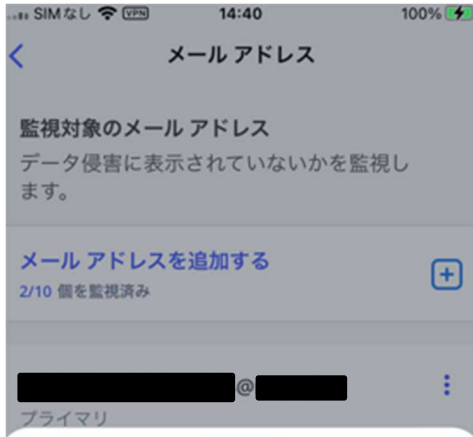 SIMなし VPN 14:40 100%
メール アドレス
監視対象のメール アドレス
データ侵害に表示されていないかを監視し
ます。
メール アドレスを追加する
2/10 個を監視済み
@
プライマリ